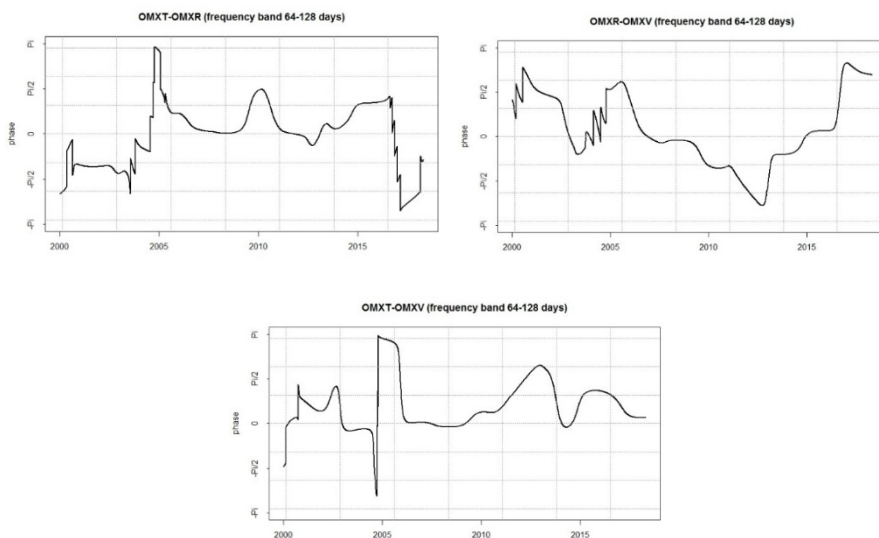 OMXT-OMXR (frequency band 64-128 days)
phase
Pi
Pi/2
0
-Pi/2
-Pi
2000 2005 2010 2015
OMXR-OMXV (frequency band 64-128 days)
phase
Pi
Pi/2
0
-Pi/2
-Pi
2000 2005 2010 2015
OMXT-OMXV (frequency band 64-128 days)
phase
Pi
Pi/2
0
-Pi/2
-Pi
2000 2005 2010 2015